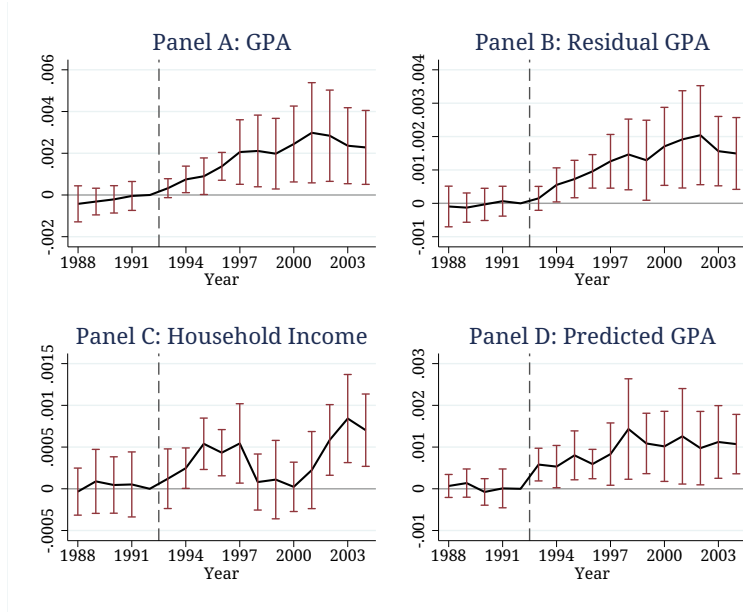 Panel A: GPA
.006
.004
.002
0
-.002
1988 1991 1994 1997 2000 2003
Year
Panel B: Residual GPA
.004
.003
.002
.001
0
-.001
1988 1991 1994 1997 2000 2003
Year
Panel C: Household Income
.0015
.001
.0005
0
-.0005
1988 1991 1994 1997 2000 2003
Year
Panel D: Predicted GPA
.003
.002
.001
0
-.001
1988 1991 1994 1997 2000 2003
Year